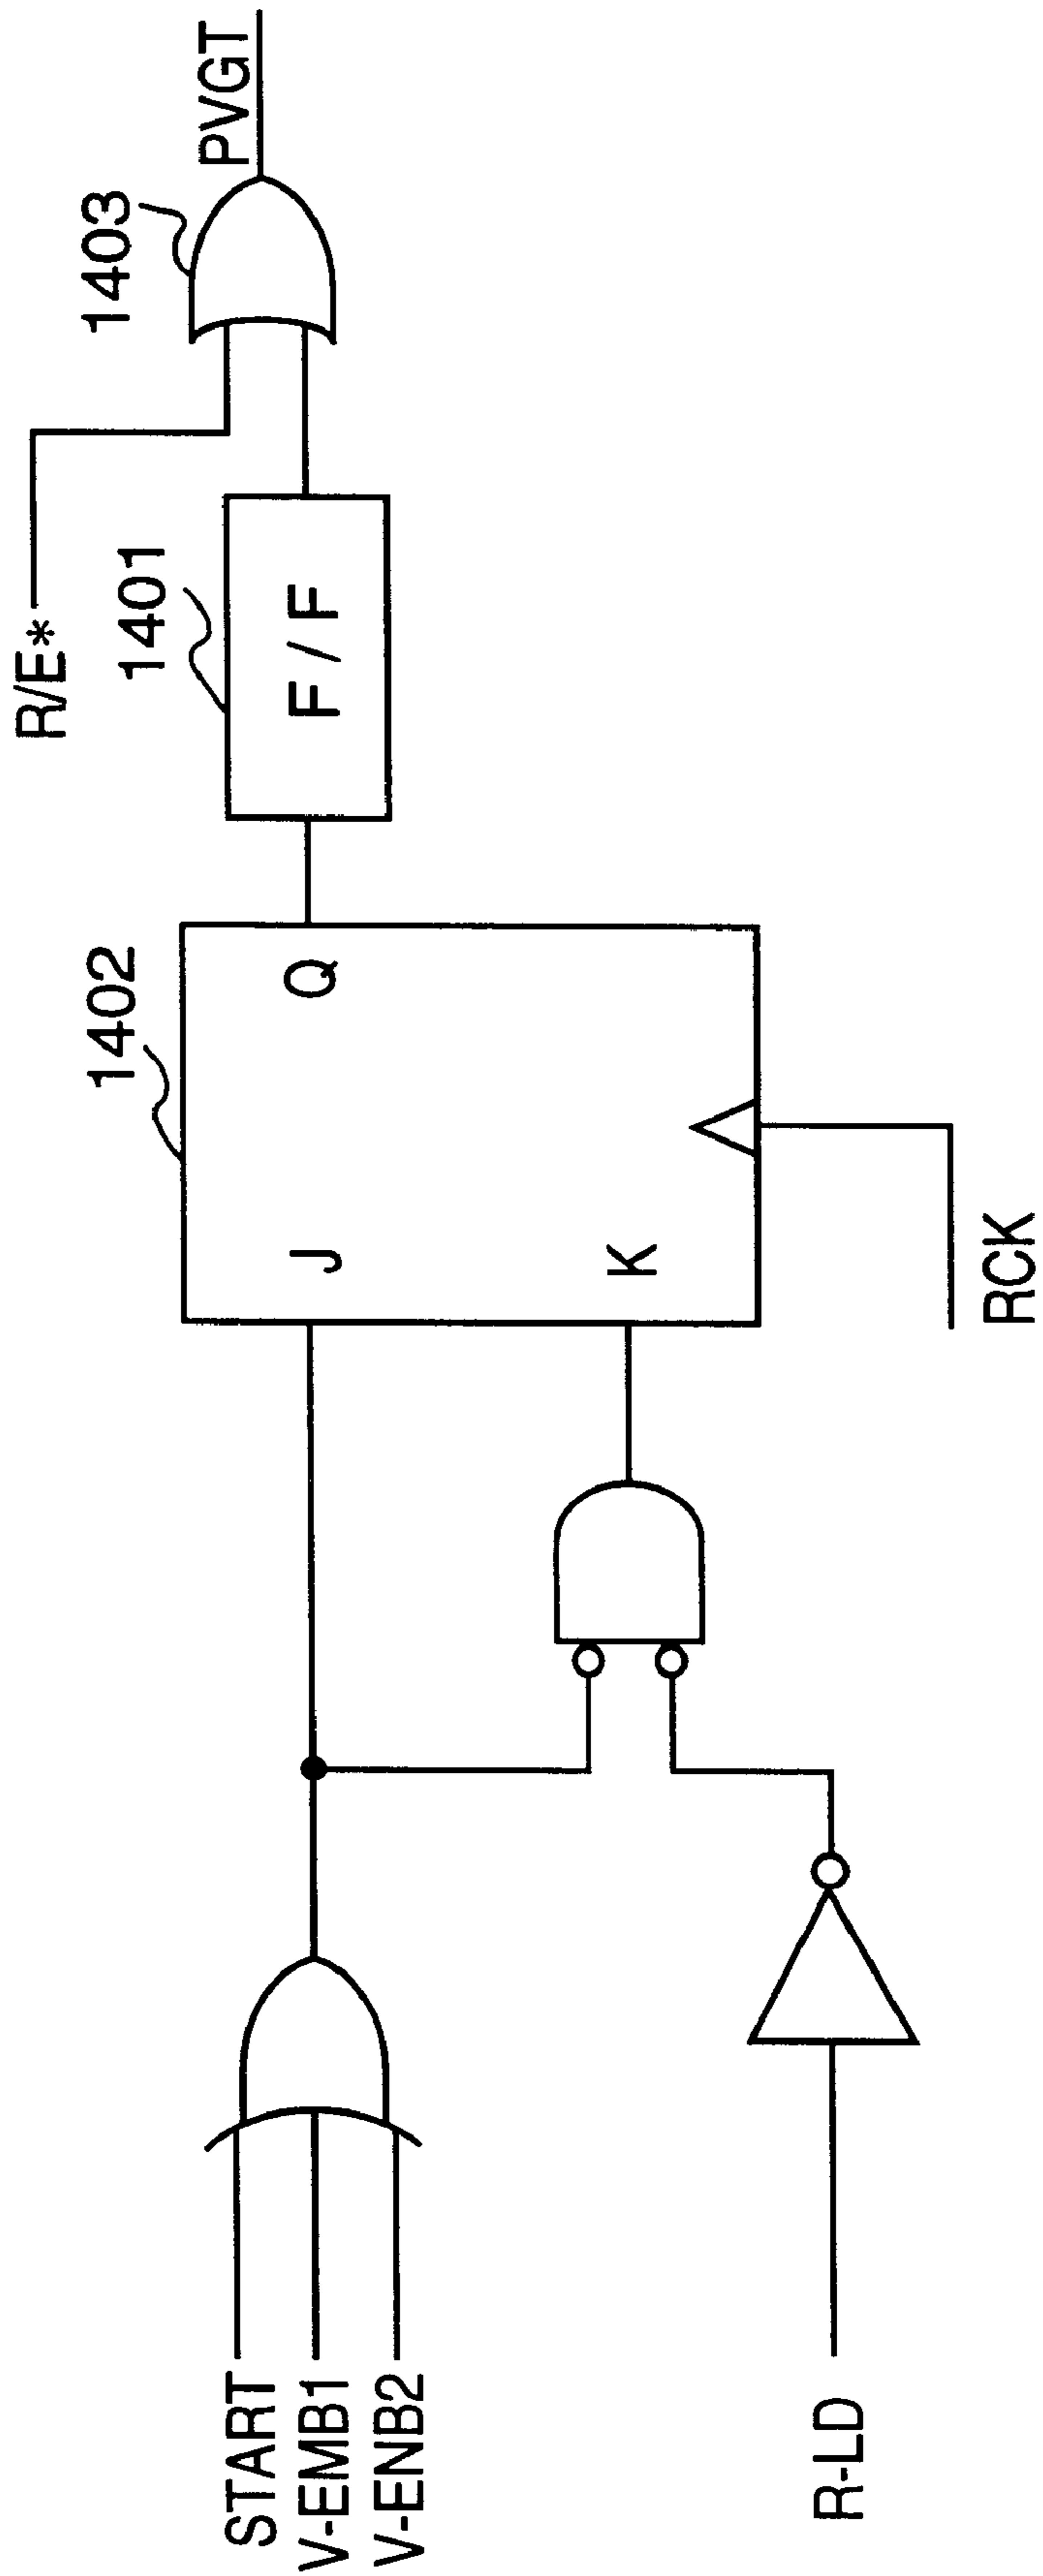 START
V-EMB1
V-ENB2
R-LD
J
K
Q
1402
RCK
F/F
1401
R/E*
1403
PVGT